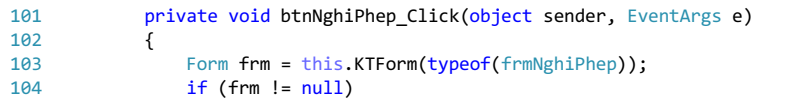 101 private void btnNghiPhep_Click(object sender, EventArgs e)
102 {
103 Form frm = this.KTForm(typeof(frmNghiPhep));
104 if (frm != null)